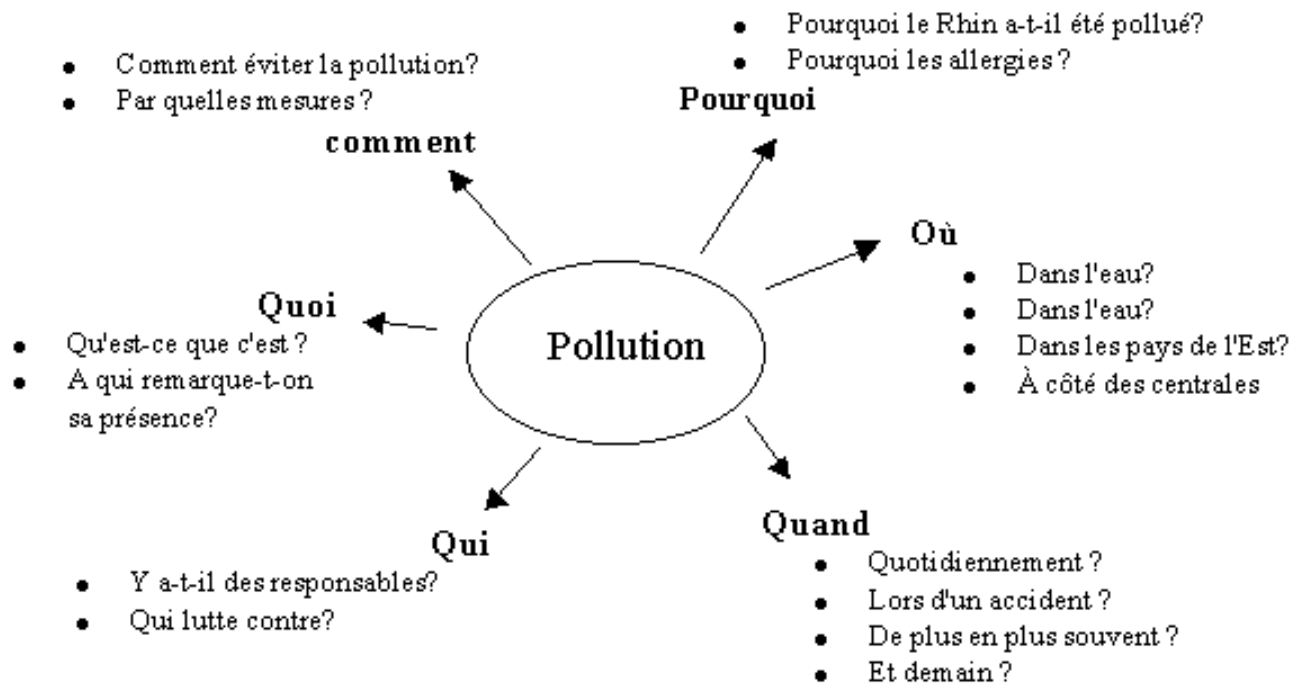 Pourquoi le Rhin a-t-il été pollué?
Pourquoi les allergies ?
Pourquoi
Comment éviter la pollution?
Par quelles mesures ?
comment
Où
Dans l'eau?
Dans l'eau?
Dans les pays de l'Est?
À côté des centrales
Quoi
Qu'est-ce que c'est ?
A qui remarque-t-on
sa présence?
Pollution
Qui
Y a-t-il des responsables?
Qui lutte contre?
Quand
Quotidiennement ?
Lors d'un accident ?
De plus en plus souvent ?
Et demain ?